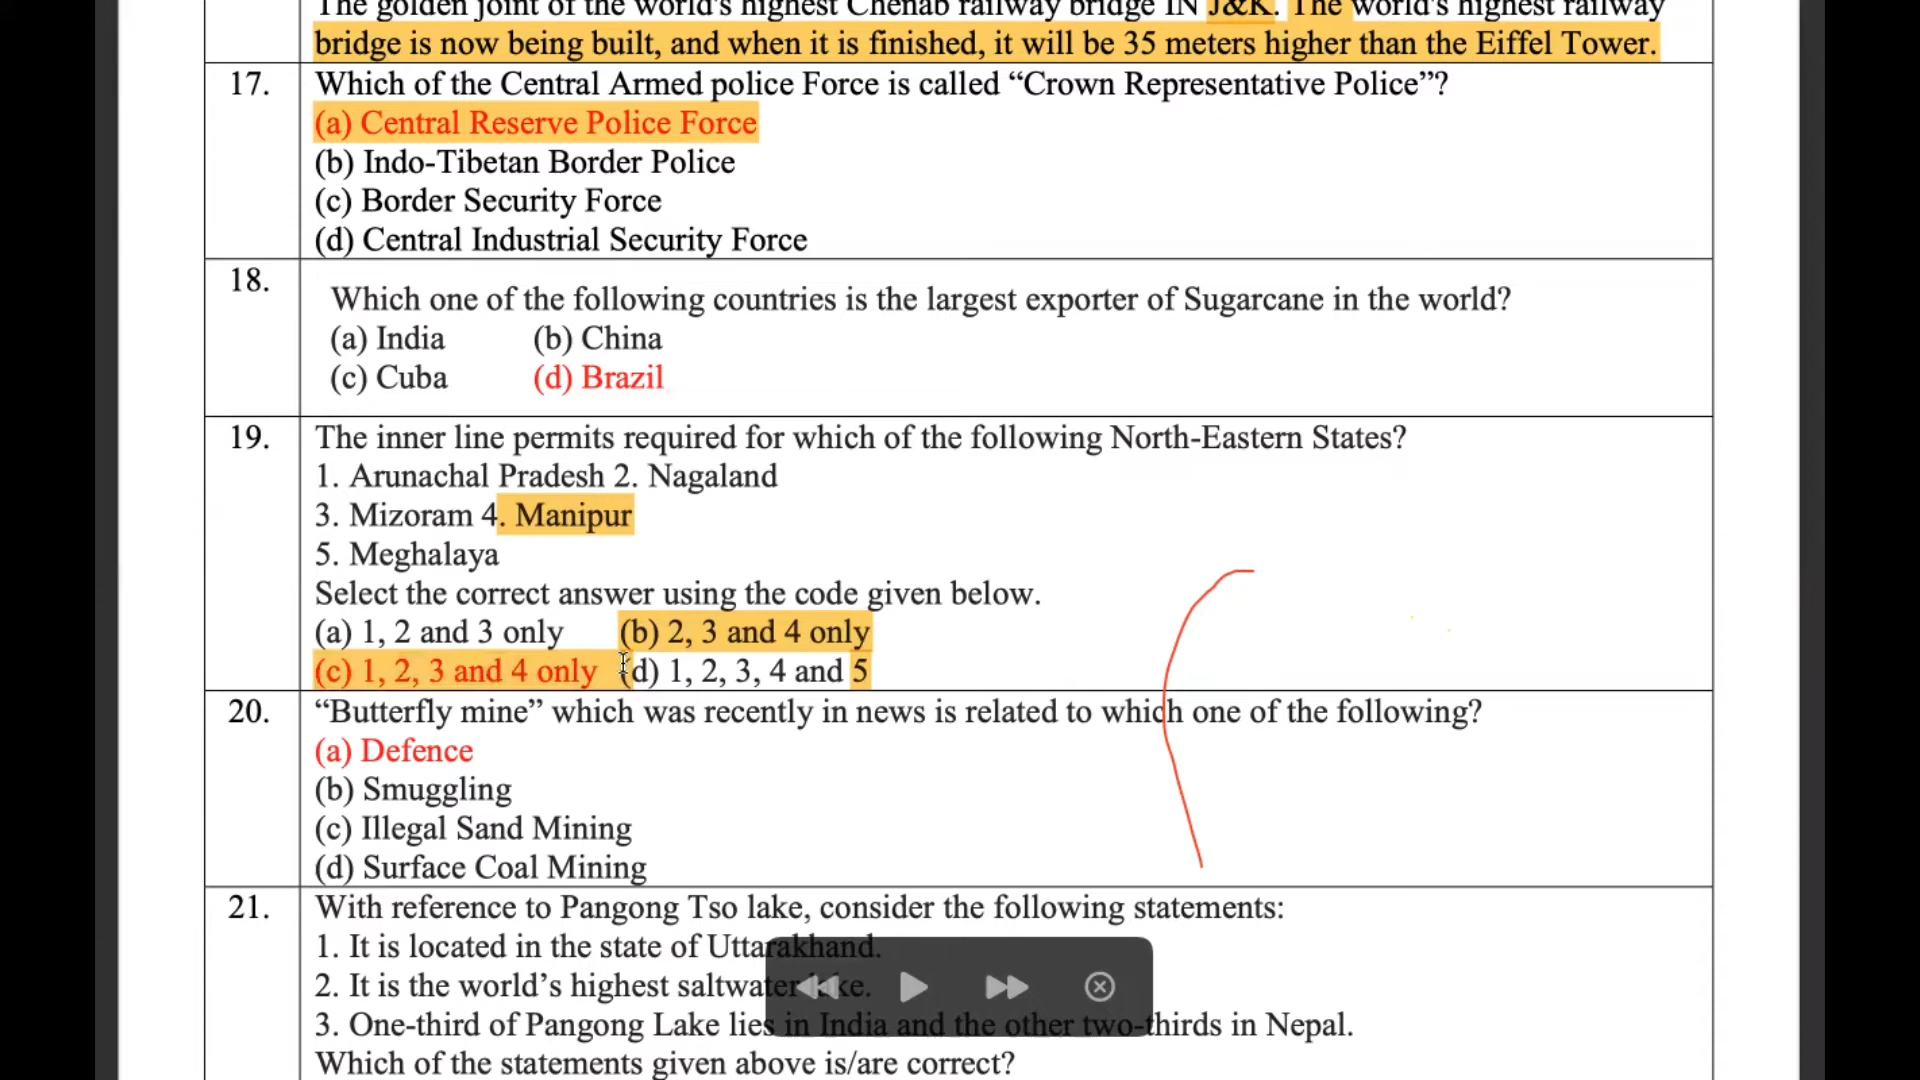 The golden joint of the world's highest Chenab railway bridge IN J&K. The world's highest railway
bridge is now being built, and when it is finished, it will be 35 meters higher than the Eiffel Tower.
17. Which of the Central Armed police Force is called “Crown Representative Police”?
(a) Central Reserve Police Force
(b) Indo-Tibetan Border Police
(c) Border Security Force
(d) Central Industrial Security Force
18. Which one of the following countries is the largest exporter of Sugarcane in the world?
(a) India (b) China
(c) Cuba (d) Brazil
19. The inner line permits required for which of the following North-Eastern States?
1. Arunachal Pradesh 2. Nagaland
3. Mizoram 4. Manipur
5. Meghalaya
Select the correct answer using the code given below.
(a) 1, 2 and 3 only (b) 2, 3 and 4 only
(c) 1, 2, 3 and 4 only (d) 1, 2, 3, 4 and 5
20. “Butterfly mine” which was recently in news is related to which one of the following?
(a) Defence
(b) Smuggling
(c) Illegal Sand Mining
(d) Surface Coal Mining
21. With reference to Pangong Tso lake, consider the following statements:
1. It is located in the state of Uttarakhand.
2. It is the world’s highest saltwater lake.
3. One-third of Pangong Lake lies in India and the other two-thirds in Nepal.
Which of the statements given above is/are correct?